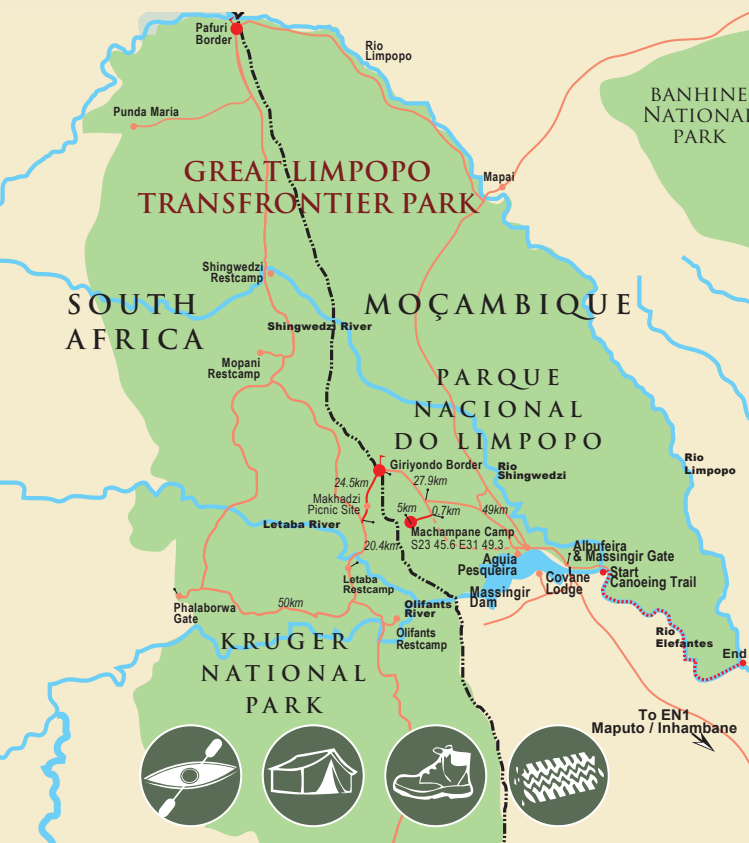 Pafuri
Border
Rio
Limpopo
BANHINE
NATIONAL
PARK
Punda Maria
GREAT LIMPOPO
TRANSFRONTIER PARK
Mapai
Shingwedzi
Restcamp
SOUTH
AFRICA
MOÇAMBIQUE
Shingwedzi River
Mopani
Restcamp
PARQUE
NACIONAL
DO LIMPOPO
Giriyondo Border
Rio
Shingwedzi
Rio
Limpopo
24.5km
27.9km
Makhadzi
Picnic Site
5km
0.7km
49km
Letaba River
Machampane Camp
S23 45.6 E31 49.3
20.4km
Aguia
Pesqueira
Albufeira
& Massingir Gate
Letaba
Restcamp
Covane
Lodge
Start
Canoeing Trail
Massingir
Dam
Phalaborwa
Gate
50km
Olifants
River
Olifants
Restcamp
Rio
Elefantes
End
KRUGER
NATIONAL
PARK
To EN1
Maputo / Inhambane